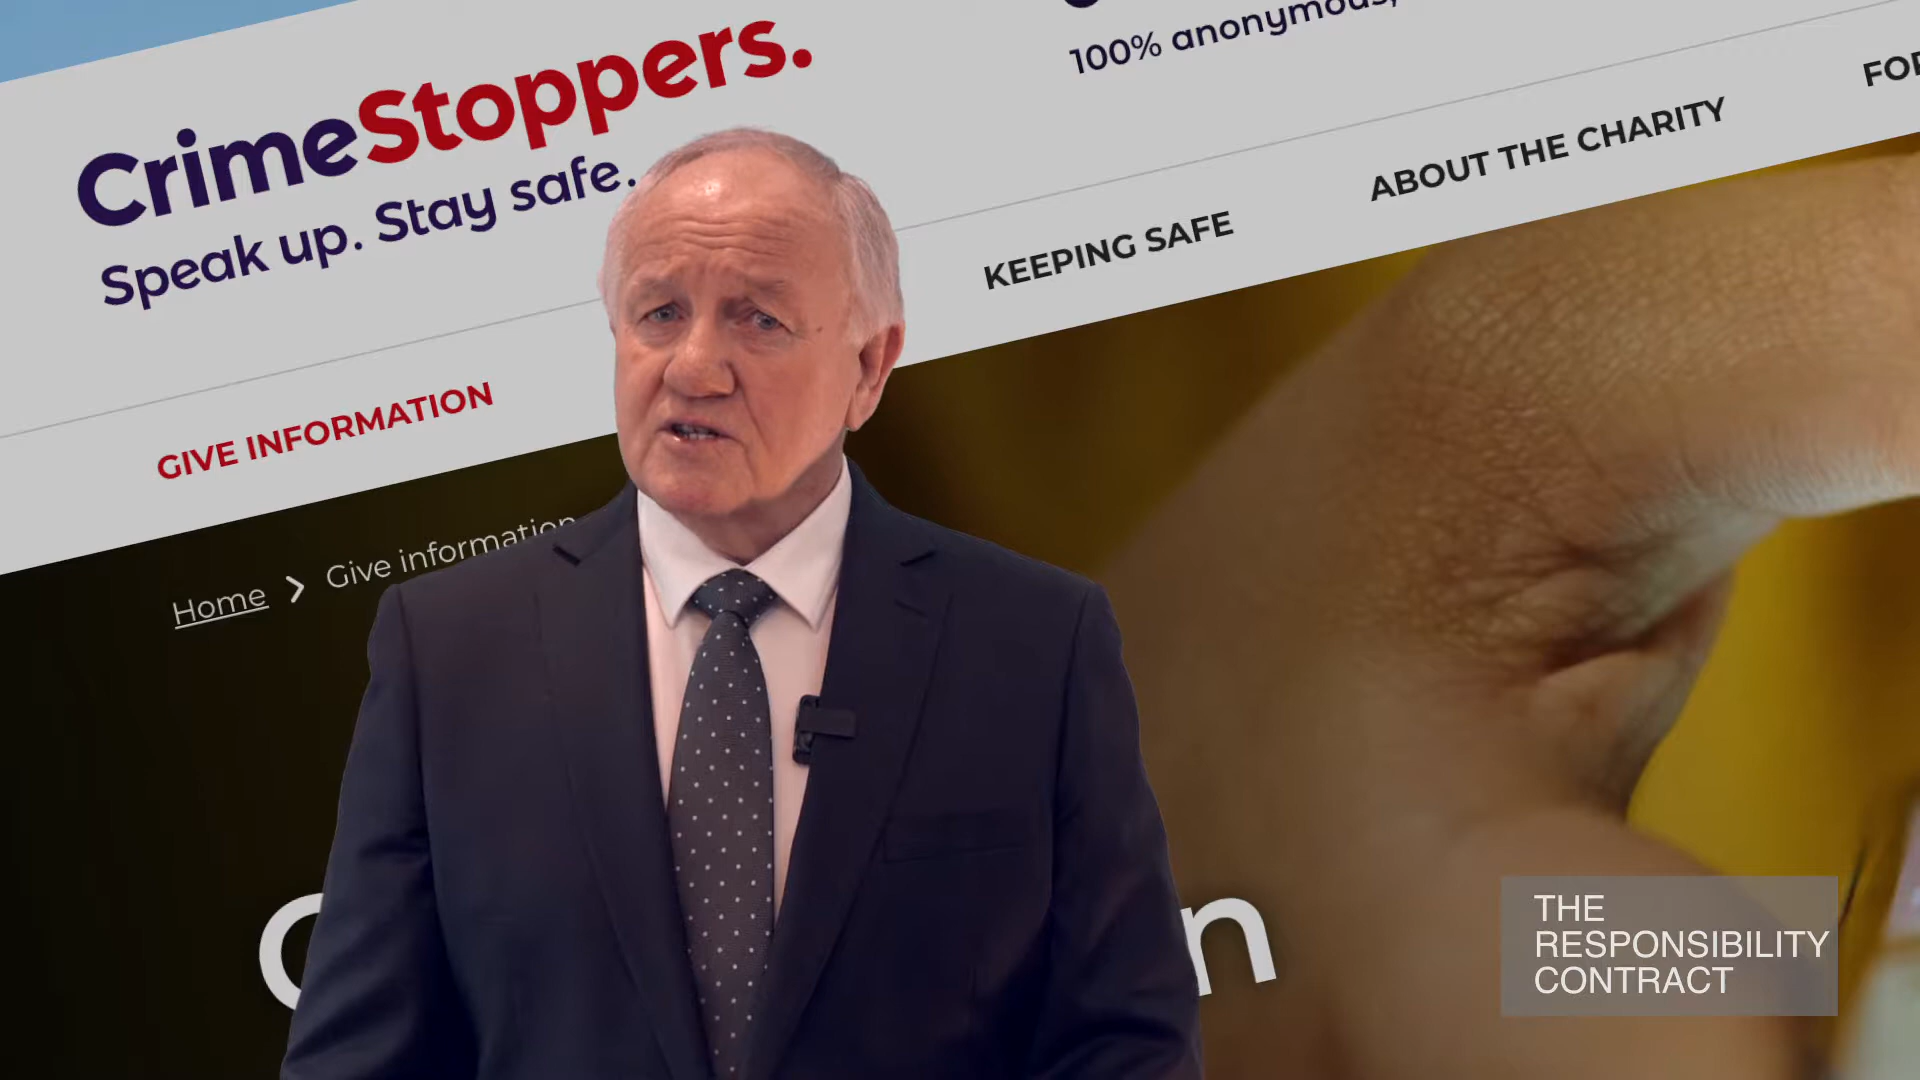 CrimeStoppers.
Speak up. Stay safe.
100% anonymous,
FOR
ABOUT THE CHARITY
KEEPING SAFE
GIVE INFORMATION
Home > Give information
n
THE
RESPONSIBILITY
CONTRACT